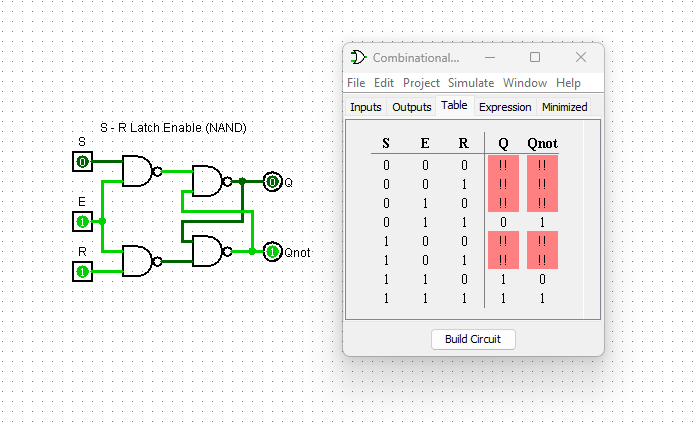 S - R Latch Enable (NAND)
S
0
0
Q
E
1
R
1
1
Qnot
Combinational...
File Edit Project Simulate Window Help
Inputs Outputs Table Expression Minimized
S E R Q Qnot
0 0 0 !! !!
0 0 1 !! !!
0 1 0 !! !!
0 1 1 0 1
1 0 0 !! !!
1 0 1 !! !!
1 1 0 1 0
1 1 1 1 1
Build Circuit